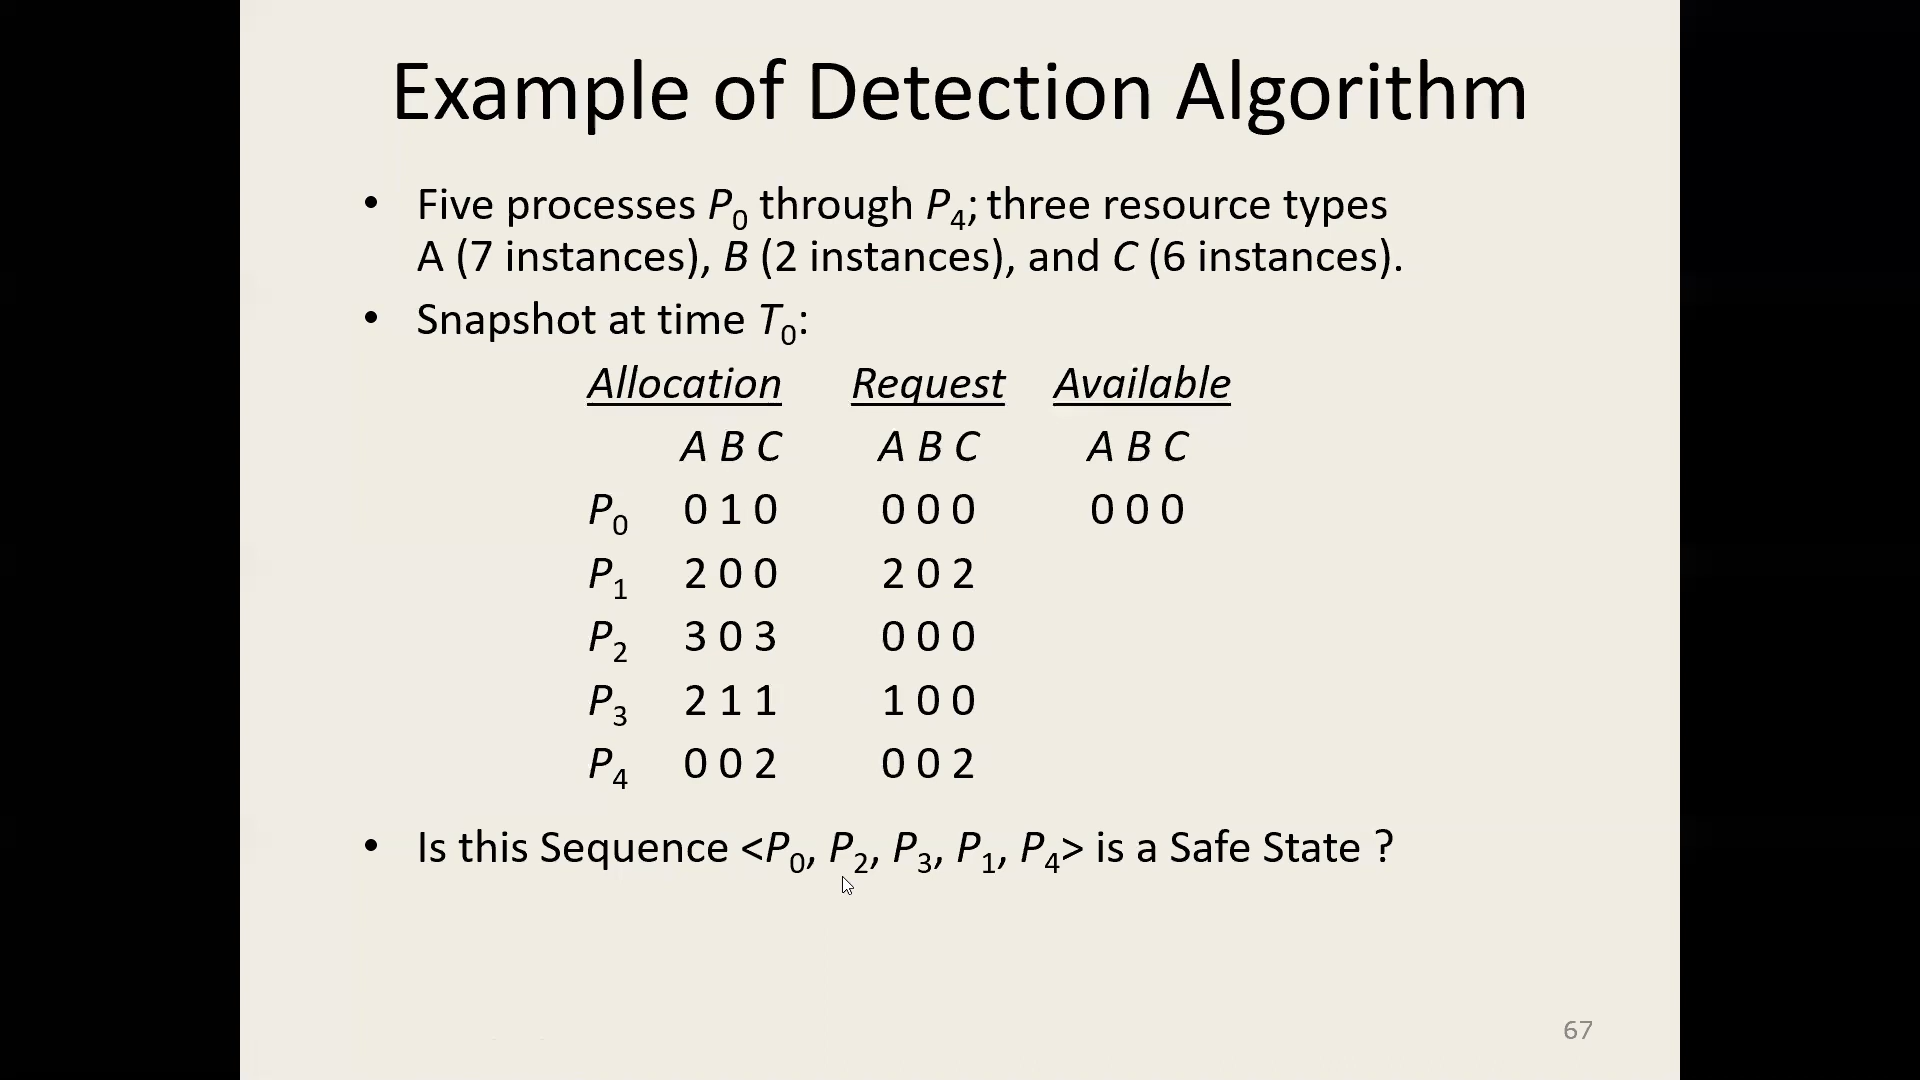 Example of Detection Algorithm
• Five processes P0 through P4; three resource types
A (7 instances), B (2 instances), and C (6 instances).
• Snapshot at time T0:
Allocation Request Available
A B C A B C A B C
P0 0 1 0 0 0 0 0 0 0
P1 2 0 0 2 0 2
P2 3 0 3 0 0 0
P3 2 1 1 1 0 0
P4 0 0 2 0 0 2
• Is this Sequence <P0, P2, P3, P1, P4> is a Safe State ?
67